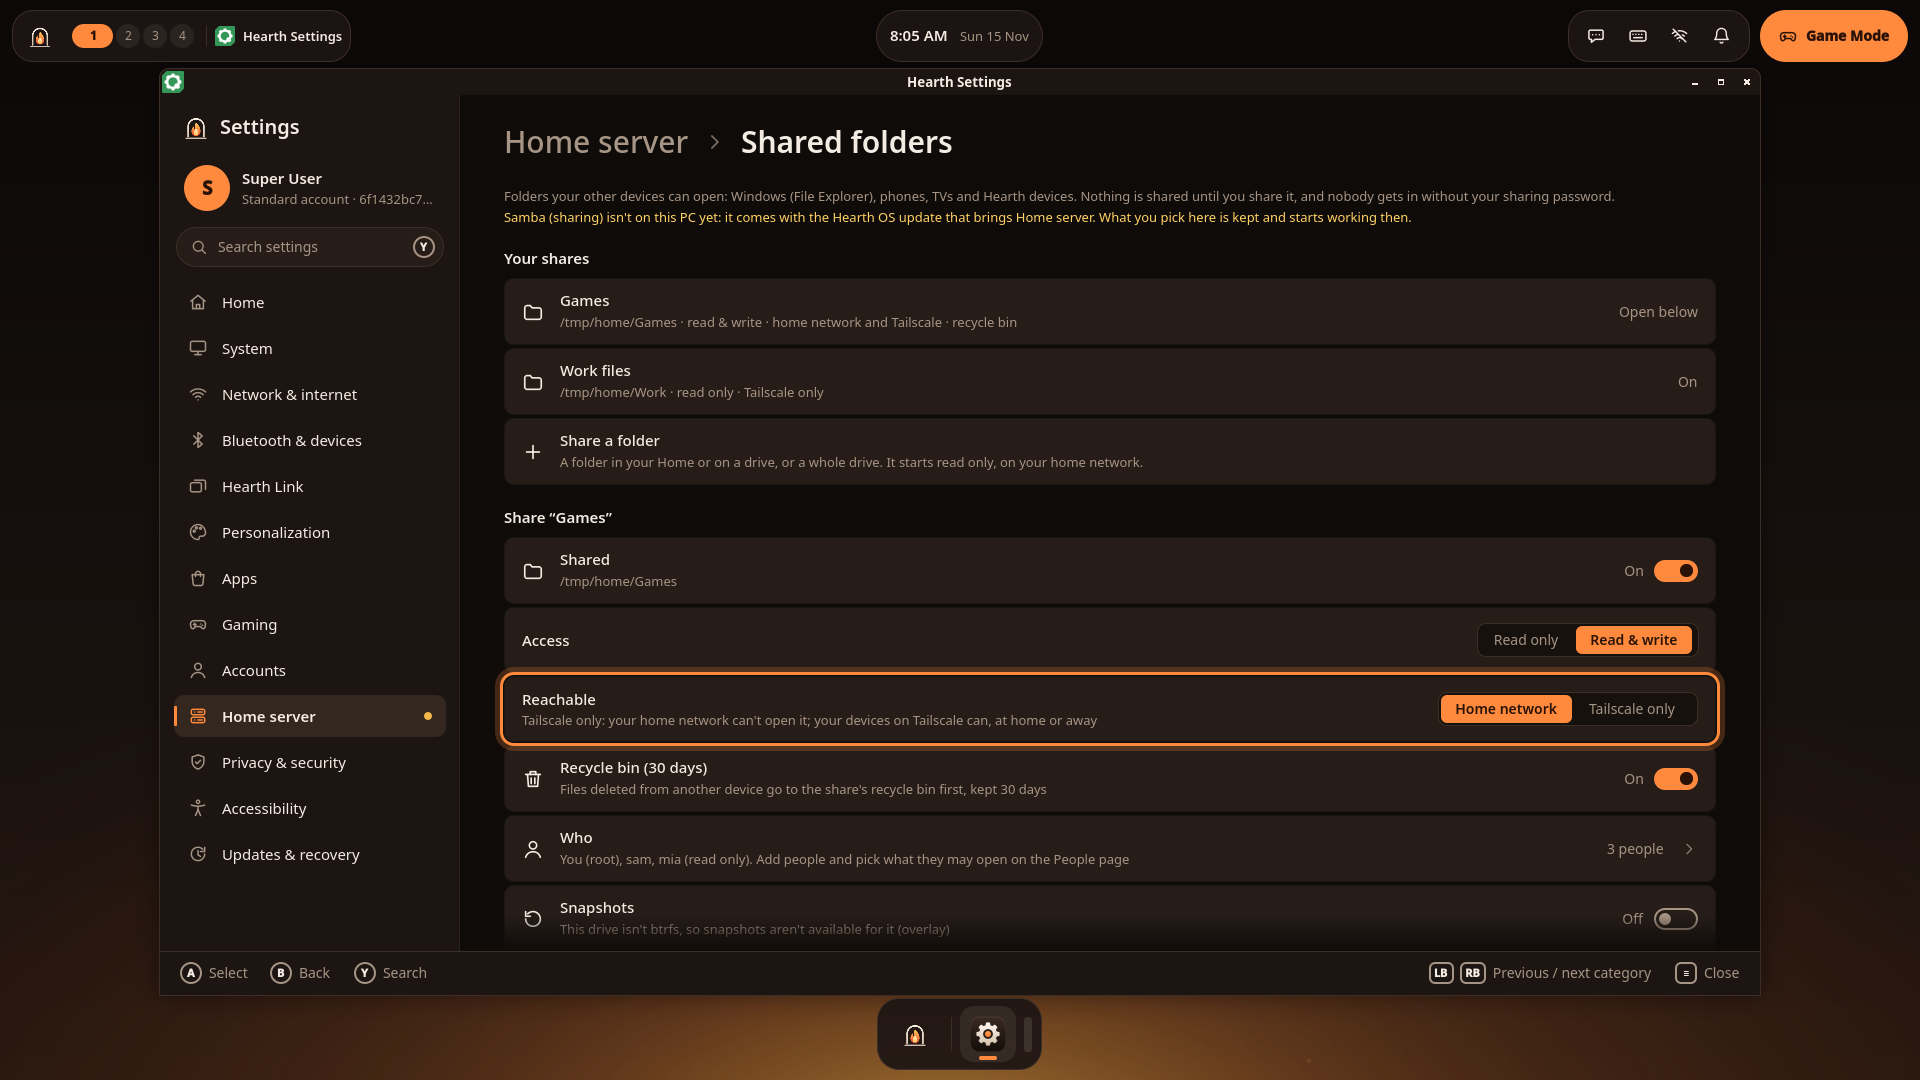 1 2 3 4 Hearth Settings
8:05 AM Sun 15 Nov
Game Mode
Hearth Settings
Settings
S
Super User
Standard account · 6f1432bc7...
Search settings Y
Home
System
Network & internet
Bluetooth & devices
Hearth Link
Personalization
Apps
Gaming
Accounts
Home server
Privacy & security
Accessibility
Updates & recovery
Home server > Shared folders
Folders your other devices can open: Windows (File Explorer), phones, TVs and Hearth devices. Nothing is shared until you share it, and nobody gets in without your sharing password.
Samba (sharing) isn't on this PC yet: it comes with the Hearth OS update that brings Home server. What you pick here is kept and starts working then.
Your shares
Games
/tmp/home/Games · read & write · home network and Tailscale · recycle bin
Open below
Work files
/tmp/home/Work · read only · Tailscale only
On
Share a folder
A folder in your Home or on a drive, or a whole drive. It starts read only, on your home network.
Share “Games”
Shared
/tmp/home/Games
On
Access
Read only Read & write
Reachable
Tailscale only: your home network can't open it; your devices on Tailscale can, at home or away
Home network Tailscale only
Recycle bin (30 days)
Files deleted from another device go to the share's recycle bin first, kept 30 days
On
Who
You (root), sam, mia (read only). Add people and pick what they may open on the People page
3 people
Snapshots
This drive isn't btrfs, so snapshots aren't available for it (overlay)
Off
A Select B Back Y Search
LB RB Previous / next category Close